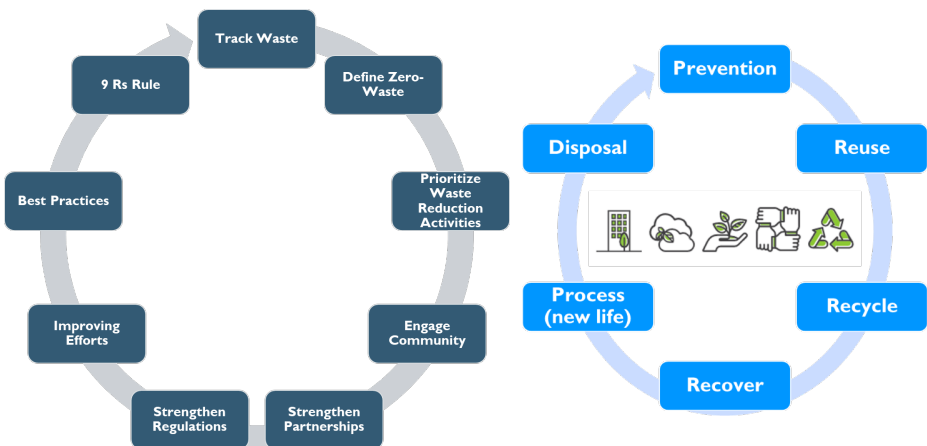 Track Waste
Define Zero-
Waste
Prioritize
Waste
Reduction
Activities
Engage
Community
Strengthen
Partnerships
Strengthen
Regulations
Improving
Efforts
Best Practices
9 Rs Rule
Prevention
Reuse
Recycle
Recover
Process
(new life)
Disposal